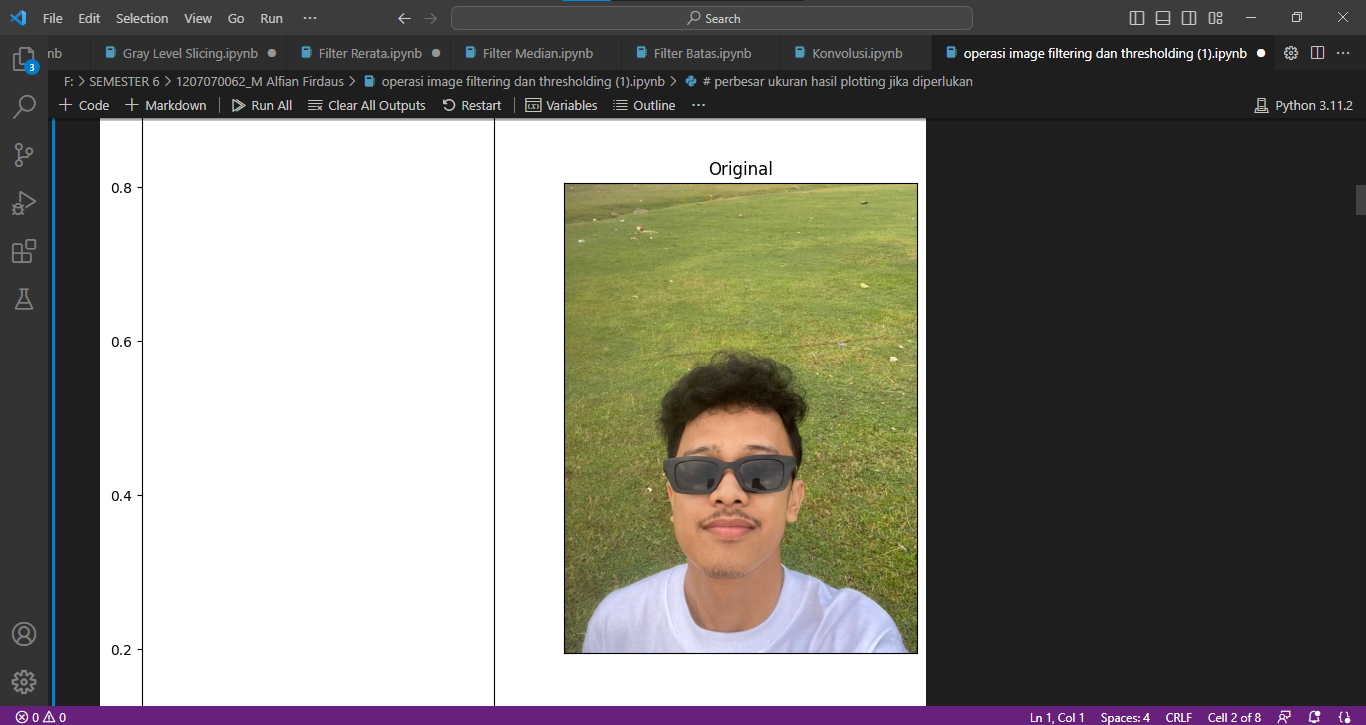 File Edit Selection View Go Run ··· Search
nb Gray Level Slicing.ipynb Filter Rerata.ipynb Filter Median.ipynb Filter Batas.ipynb Konvolusi.ipynb operasi image filtering dan thresholding (1).ipynb
3
F: > SEMESTER 6 > 1207070062_M Alfian Firdaus > operasi image filtering dan thresholding (1).ipynb > # perbesar ukuran hasil plotting jika diperlukan
Code Markdown Run All Clear All Outputs Restart Variables Outline ··· Python 3.11.2
Original
0.8
0.6
0.4
0.2
0 0 Ln 1, Col 1 Spaces: 4 CRLF Cell 2 of 8